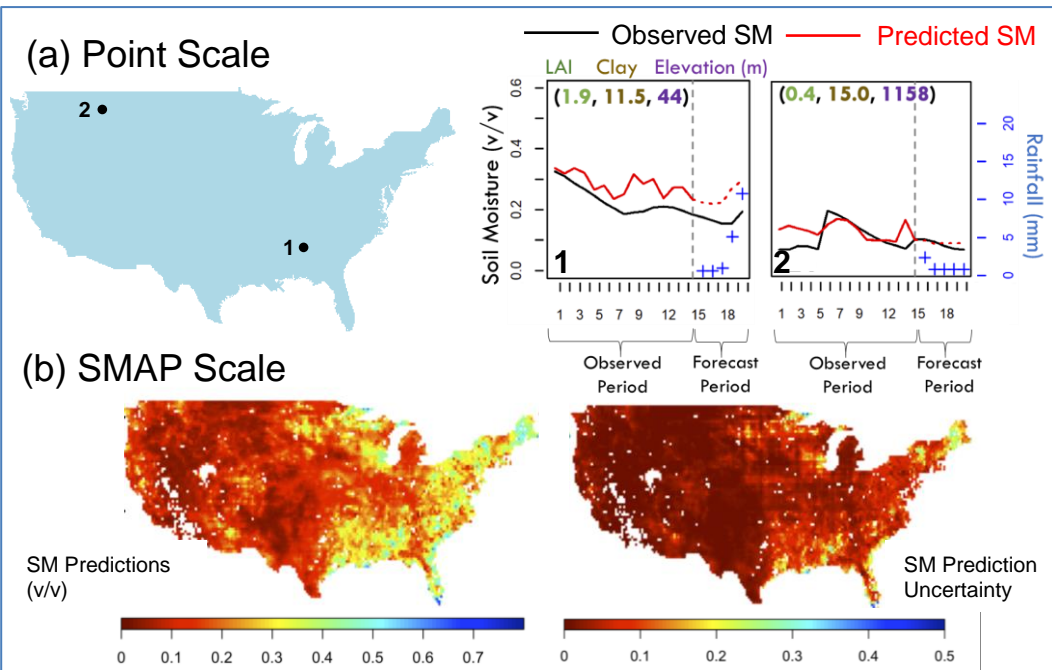 (a) Point Scale
Observed SM
Predicted SM
LAI Clay Elevation (m)
2
1
(1.9, 11.5, 44)
(0.4, 15.0, 1158)
Soil Moisture (v/v)
0.0 0.2 0.4 0.6
1
2
Rainfall (mm)
0 5 10 15 20
1 3 5 7 9 12 15 18
1 3 5 7 9 12 15 18
Observed Period
Forecast Period
Observed Period
Forecast Period
(b) SMAP Scale
SM Predictions
(v/v)
SM Prediction
Uncertainty
0 0.1 0.2 0.3 0.4 0.5 0.6 0.7
0 0.1 0.2 0.3 0.4 0.5